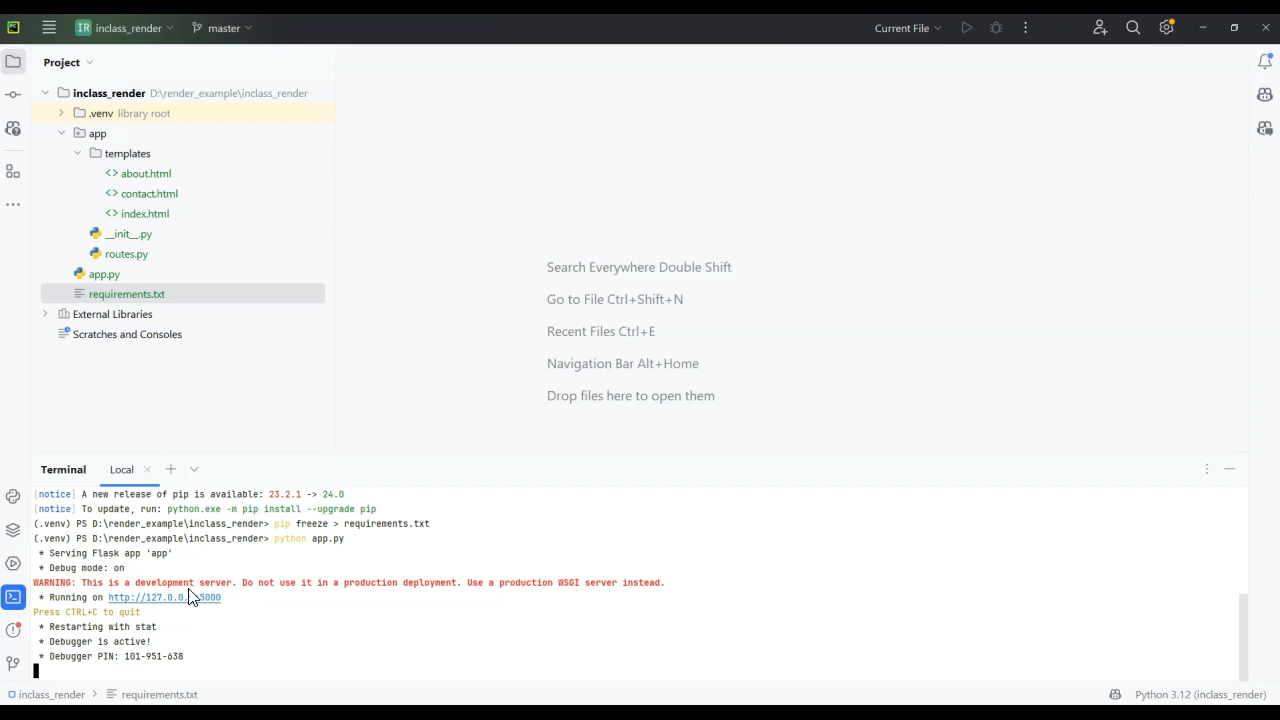 IR inclass_render master Current File
Project
inclass_render D:\render_example\inclass_render
.venv library root
app
templates
<> about.html
<> contact.html
<> index.html
__init__.py
routes.py
app.py
requirements.txt
External Libraries
Scratches and Consoles
Search Everywhere Double Shift
Go to File Ctrl+Shift+N
Recent Files Ctrl+E
Navigation Bar Alt+Home
Drop files here to open them
Terminal Local
[notice] A new release of pip is available: 23.2.1 -> 24.0
[notice] To update, run: python.exe -m pip install --upgrade pip
(.venv) PS D:\render_example\inclass_render> pip freeze > requirements.txt
(.venv) PS D:\render_example\inclass_render> python app.py
* Serving Flask app 'app'
* Debug mode: on
WARNING: This is a development server. Do not use it in a production deployment. Use a production WSGI server instead.
* Running on http://127.0.0. 5000
Press CTRL+C to quit
* Restarting with stat
* Debugger is active!
* Debugger PIN: 101-951-638
inclass_render > requirements.txt Python 3.12 (inclass_render)